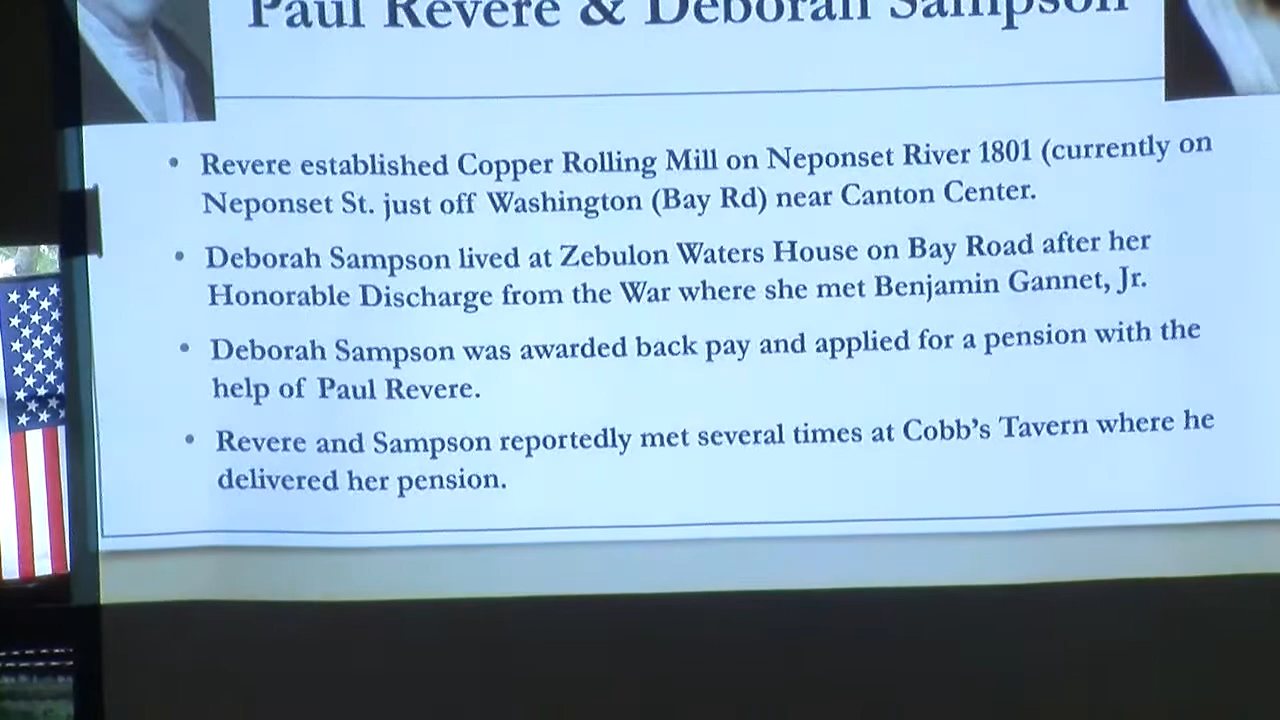 Paul Revere & Deborah Sampson
• Revere established Copper Rolling Mill on Neponset River 1801 (currently on
Neponset St. just off Washington (Bay Rd) near Canton Center.
• Deborah Sampson lived at Zebulon Waters House on Bay Road after her
Honorable Discharge from the War where she met Benjamin Gannet, Jr.
• Deborah Sampson was awarded back pay and applied for a pension with the
help of Paul Revere.
• Revere and Sampson reportedly met several times at Cobb's Tavern where he
delivered her pension.